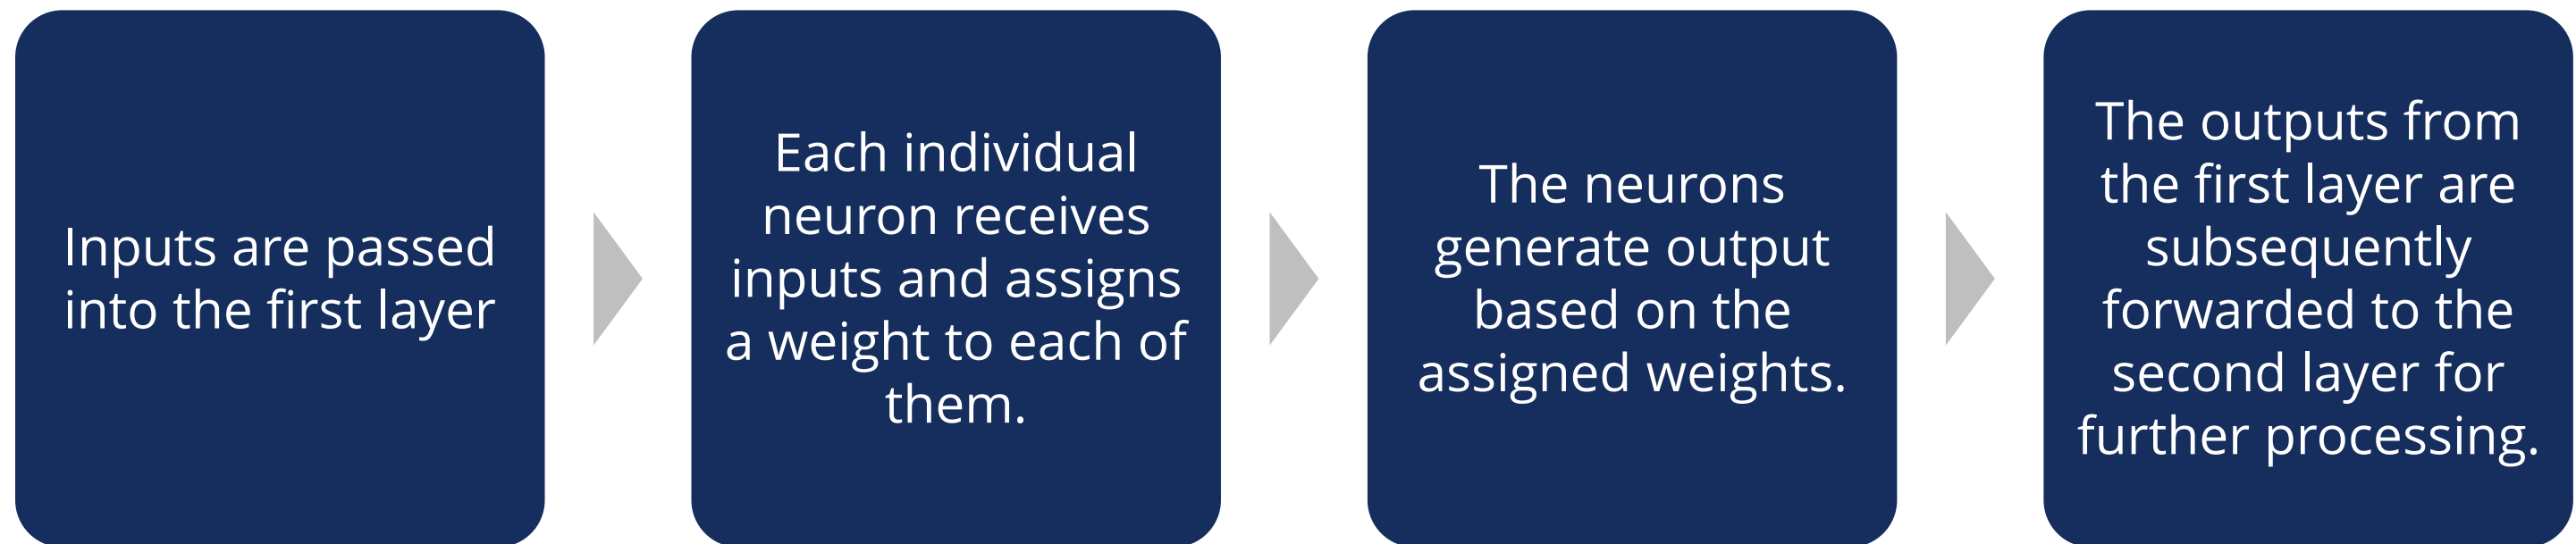 Inputs are passed
into the first layer
Each individual
neuron receives
inputs and assigns
a weight to each of
them.
The neurons
generate output
based on the
assigned weights.
The outputs from
the first layer are
subsequently
forwarded to the
second layer for
further processing.